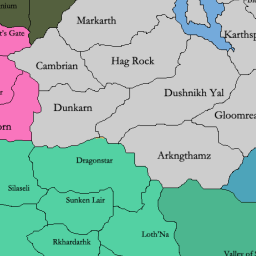 Markarth
t's Gate
Karthsp
Hag Rock
Cambrian
Dushnikh Yal
Dunkarn
Gloomrea
orn
Arkngthamz
Dragonstar
Silaseli
Sunken Lair
Loth'Na
Rkhardarhk
Valley of S